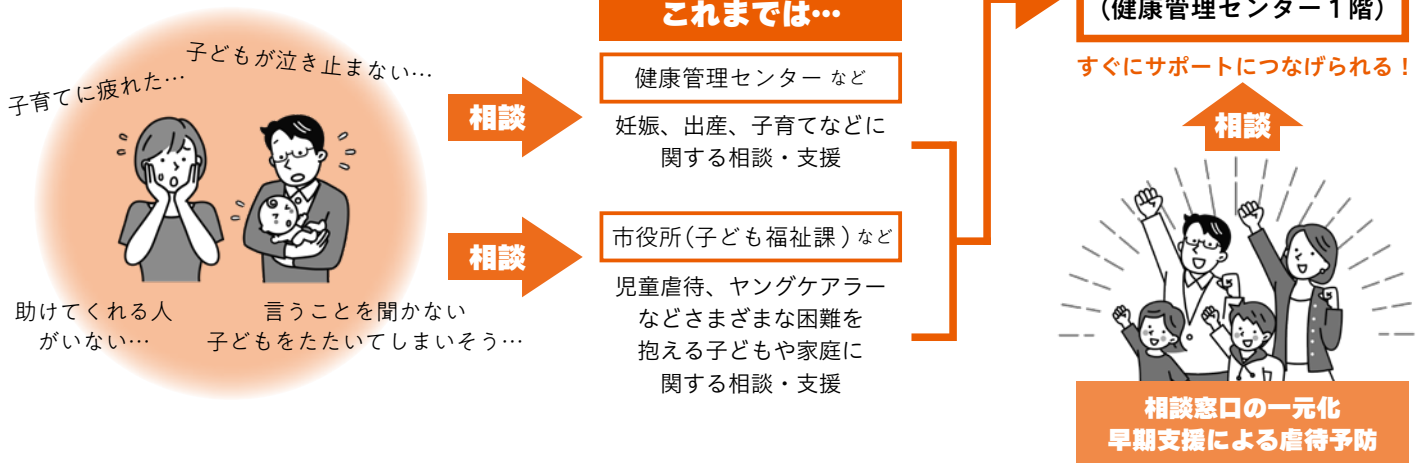 子育てに疲れた…
子どもが泣き止まない…
助けてくれる人
がいない…
言うことを聞かない
子どもをたたいてしまいそう…
相談
相談
これまでは…
健康管理センター など
妊娠、出産、子育てなどに
関する相談・支援
市役所(子ども福祉課)など
児童虐待、ヤングケアラー
などさまざまな困難を
抱える子どもや家庭に
関する相談・支援
(健康管理センター1階)
すぐにサポートにつなげられる!
相談
相談窓口の一元化
早期支援による虐待予防